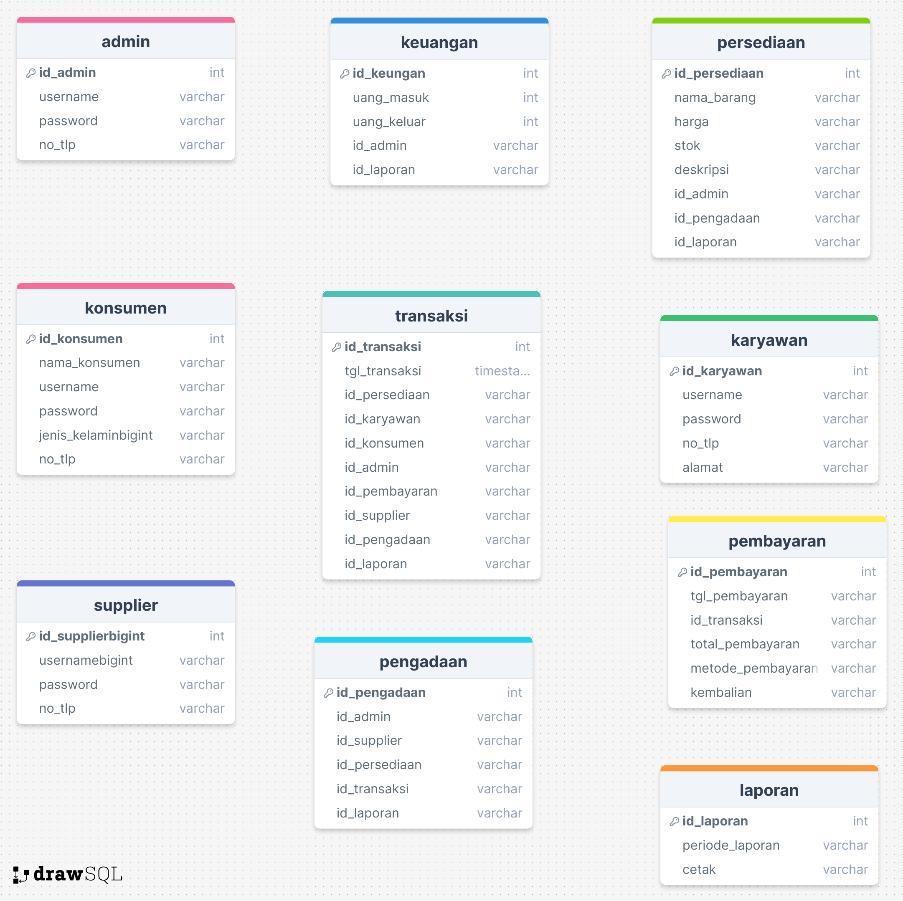 admin
id_admin int
username varchar
password varchar
no_tlp varchar
keuangan
id_keungan int
uang_masuk int
uang_keluar int
id_admin varchar
id_laporan varchar
persediaan
id_persediaan int
nama_barang varchar
harga varchar
stok varchar
deskripsi varchar
id_admin varchar
id_pengadaan varchar
id_laporan varchar
konsumen
id_konsumen int
nama_konsumen varchar
username varchar
password varchar
jenis_kelaminbigint varchar
no_tlp varchar
transaksi
id_transaksi int
tgl_transaksi timesta...
id_persediaan varchar
id_karyawan varchar
id_konsumen varchar
id_admin varchar
id_pembayaran varchar
id_supplier varchar
id_pengadaan varchar
id_laporan varchar
karyawan
id_karyawan int
username varchar
password varchar
no_tlp varchar
alamat varchar
pembayaran
id_pembayaran int
tgl_pembayaran varchar
id_transaksi varchar
total_pembayaran varchar
metode_pembayaran varchar
kembalian varchar
supplier
id_supplierbigint int
usernamebigint varchar
password varchar
no_tlp varchar
pengadaan
id_pengadaan int
id_admin varchar
id_supplier varchar
id_persediaan varchar
id_transaksi varchar
id_laporan varchar
laporan
id_laporan int
periode_laporan varchar
cetak varchar
drawSQL